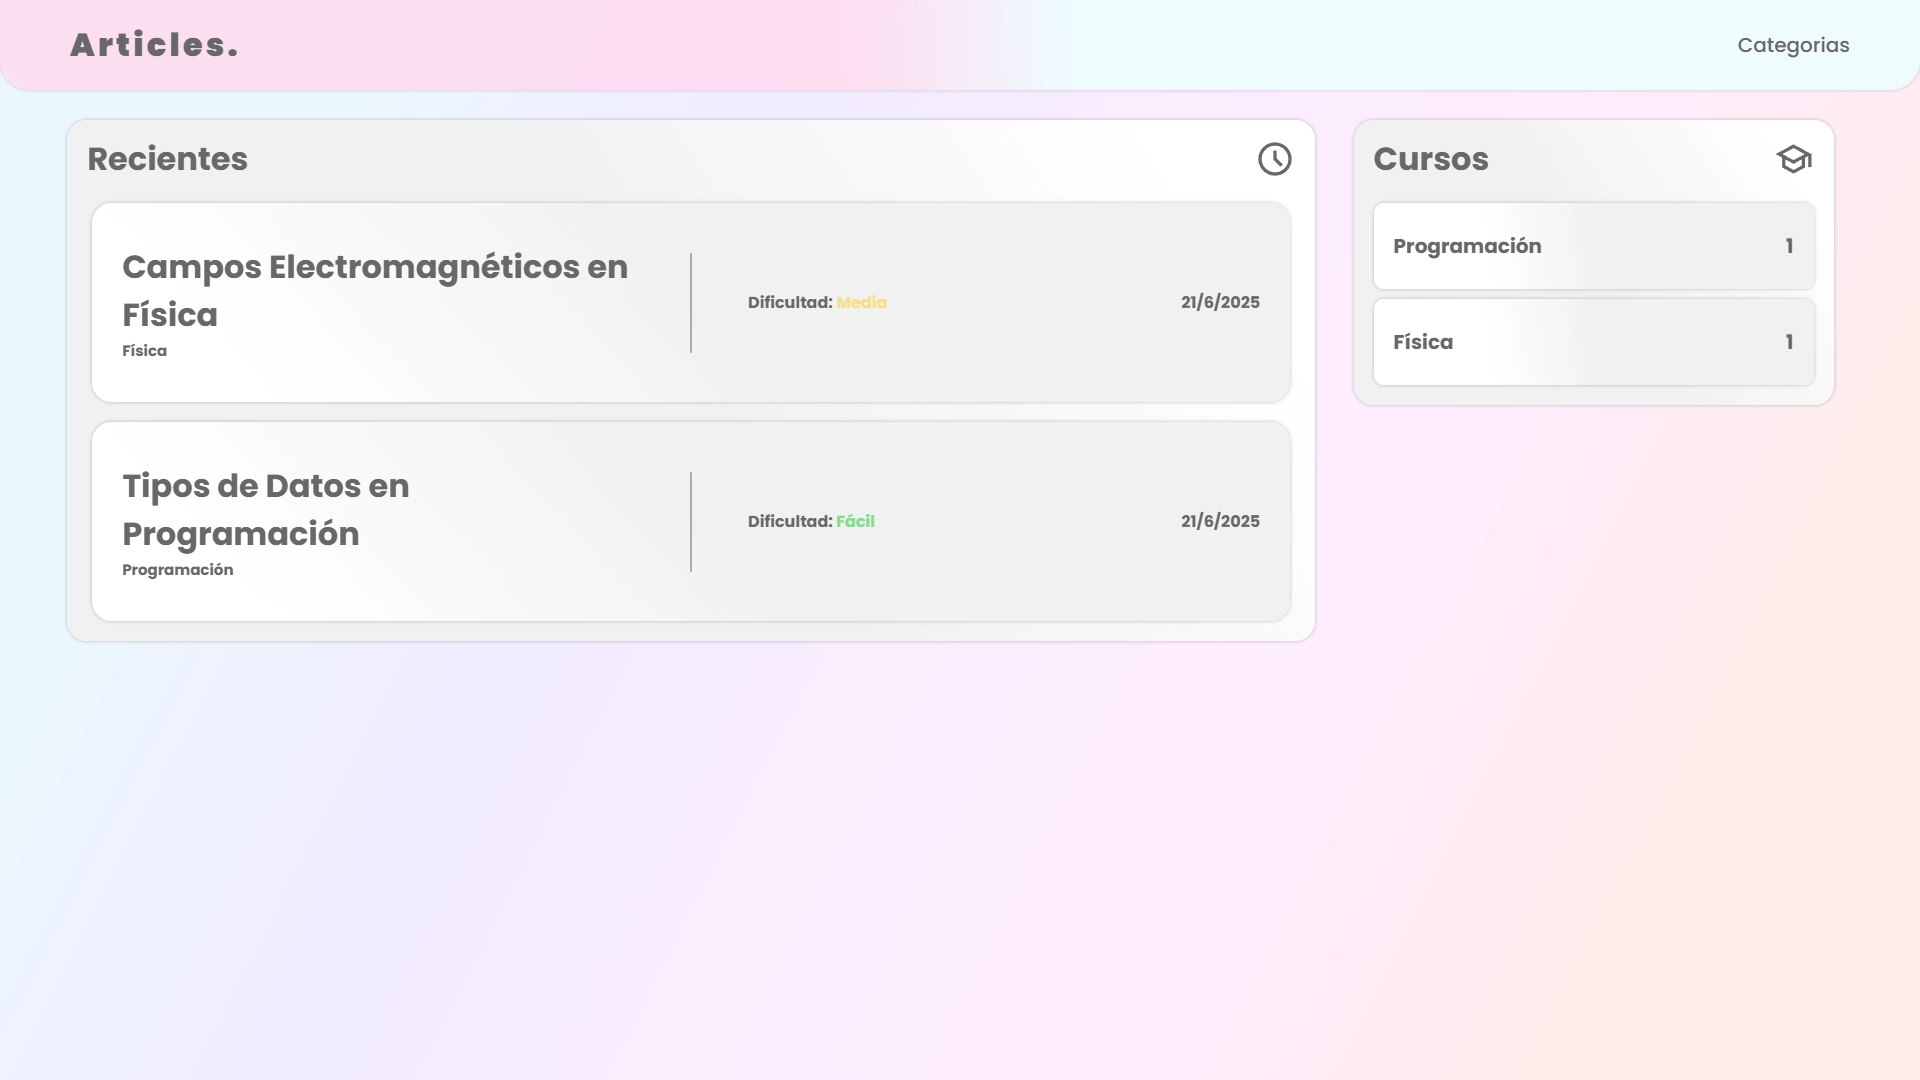 Articles.
Categorias
Recientes
Campos Electromagnéticos en
Física
Física
Dificultad: Media
21/6/2025
Tipos de Datos en
Programación
Programación
Dificultad: Fácil
21/6/2025
Cursos
Programación 1
Física 1